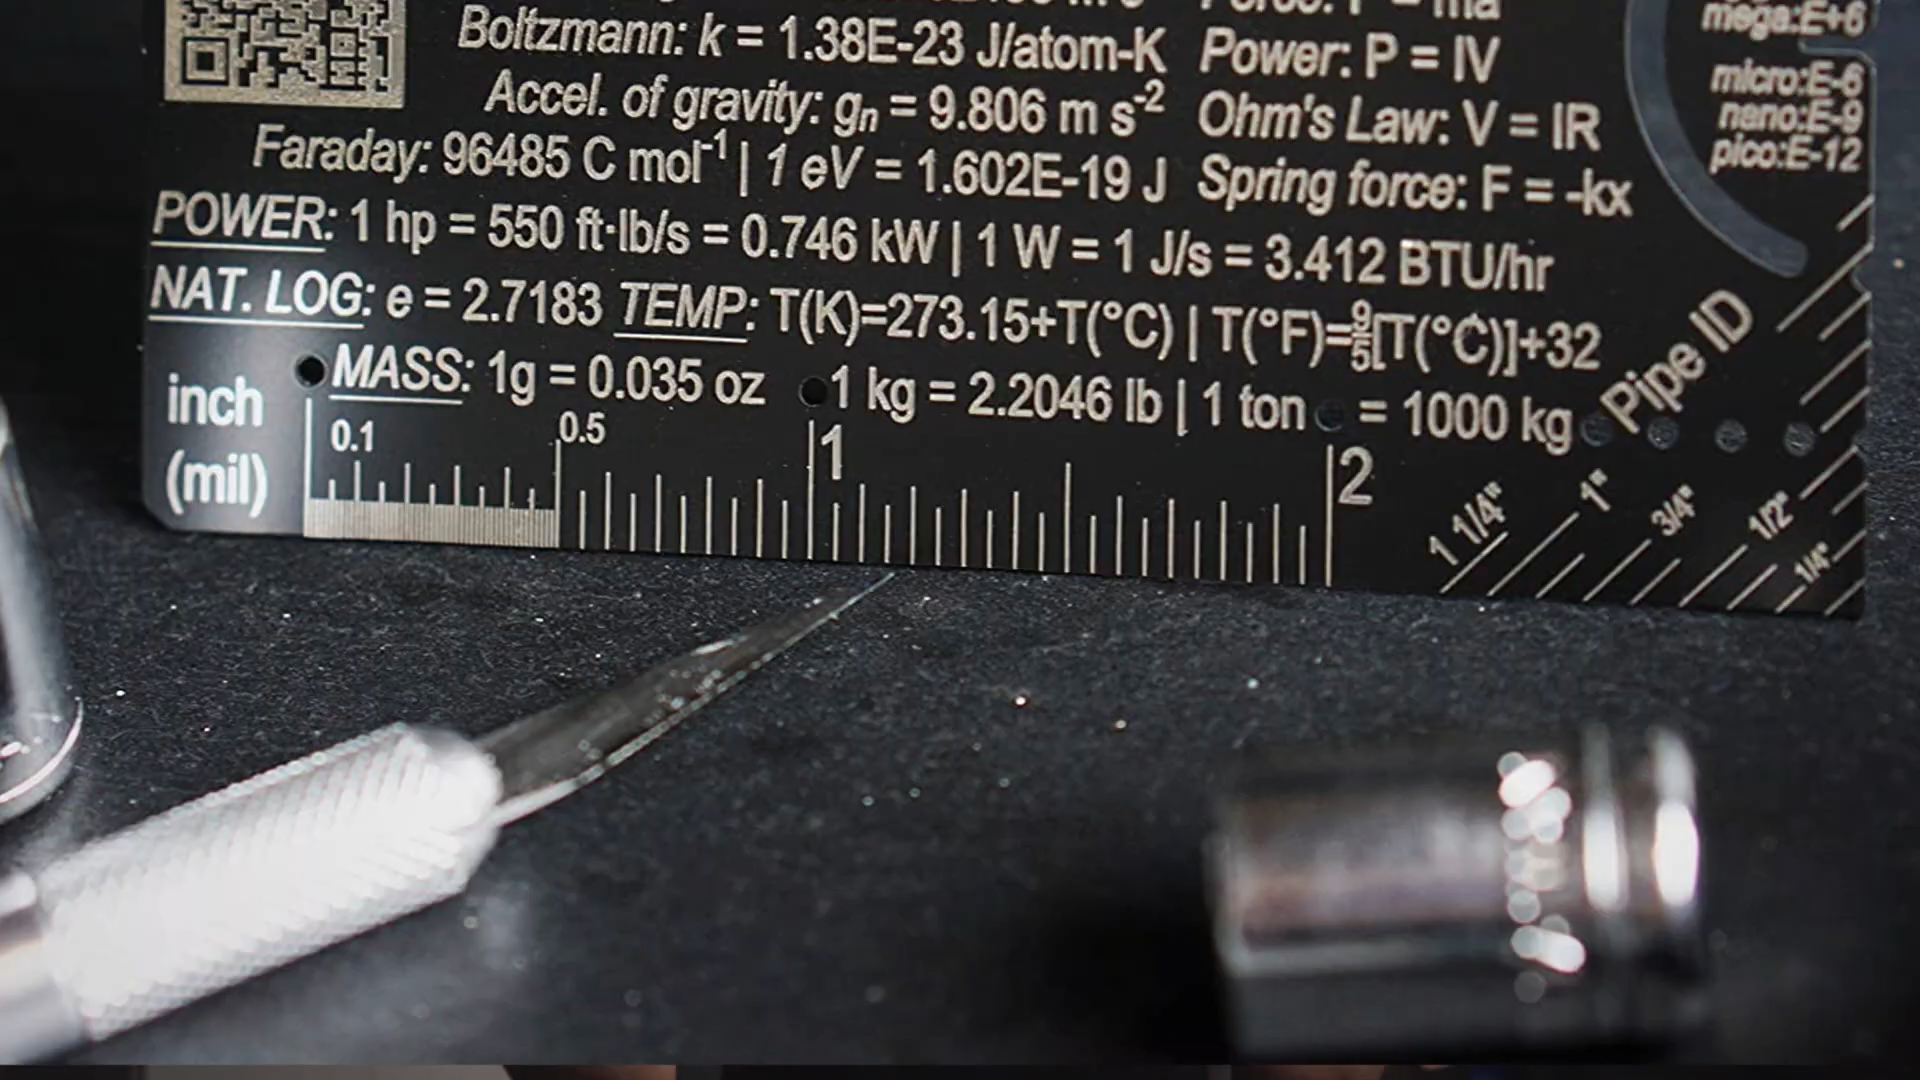 Boltzmann: k = 1.38E-23 J/atom-K
Accel. of gravity: gn = 9.806 m s-2
Faraday: 96485 C mol-1 | 1 eV = 1.602E-19 J
Force: F = ma
Power: P = IV
Ohm's Law: V = IR
Spring force: F = -kx
mega:E+6
micro:E-6
nano:E-9
pico:E-12
POWER: 1 hp = 550 ft·lb/s = 0.746 kW | 1 W = 1 J/s = 3.412 BTU/hr
NAT. LOG: e = 2.7183 TEMP: T(K)=273.15+T(°C) | T(°F)=9/5[T(°C)]+32
MASS: 1g = 0.035 oz 1 kg = 2.2046 lb | 1 ton = 1000 kg
Pipe ID
inch
(mil)
0.1 0.5 1 2
1 1/4" 1" 3/4" 1/2" 1/4"